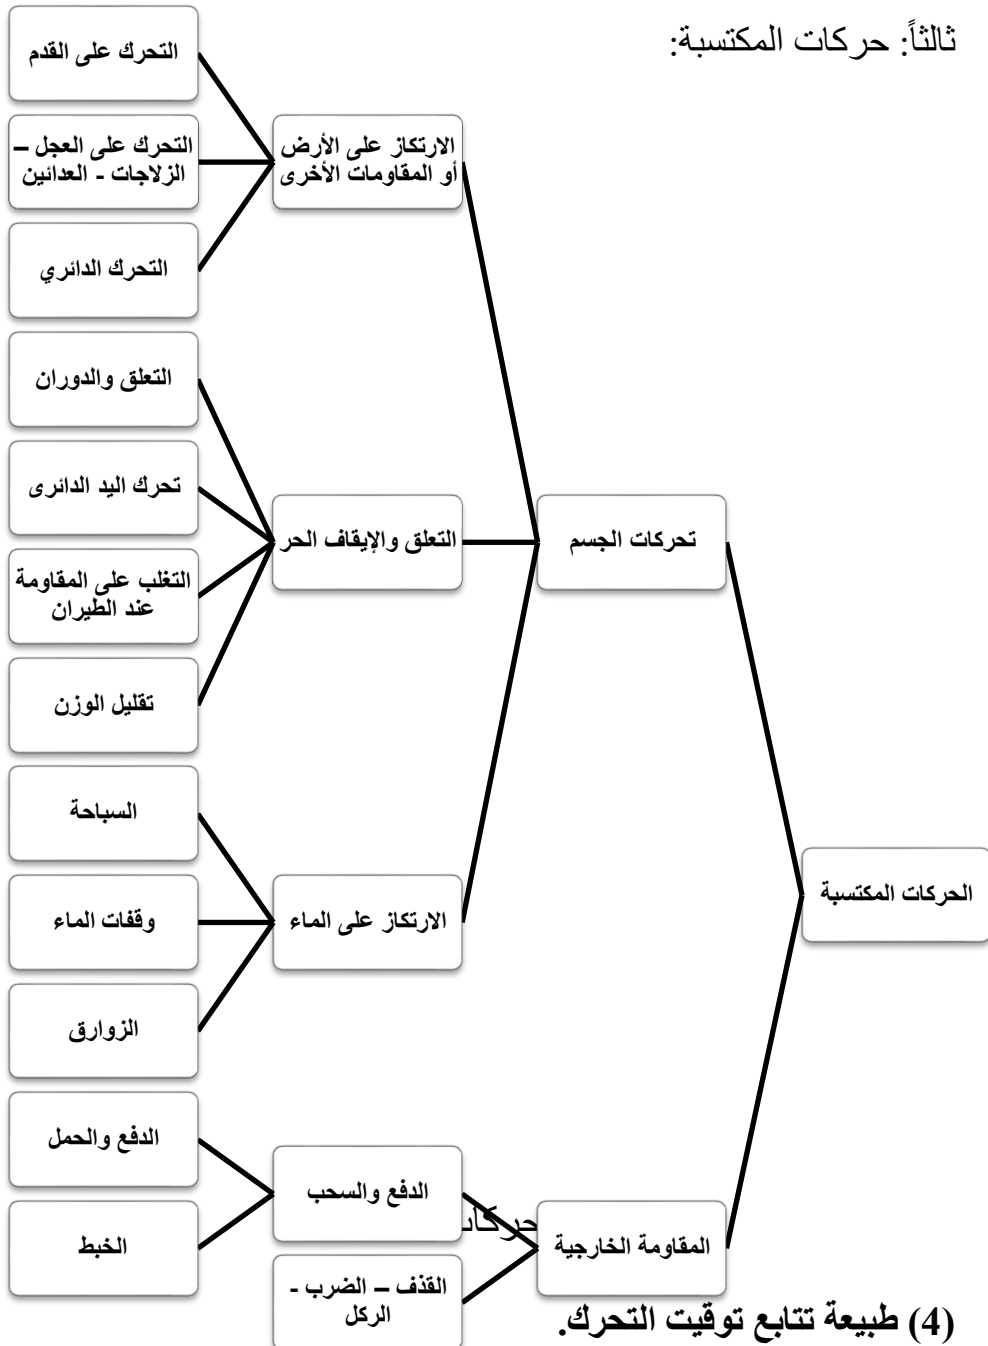 ثالثاً: حركات المكتسبة:
الحركات المكتسبة
تحركات الجسم
الارتكاز على الأرض
أو المقاومات الأخرى
التحرك على القدم
التحرك على العجل –
الزلاجات - العدائين
التحرك الدائري
التعلق والإيقاف الحر
التعلق والدوران
تحرك اليد الدائرى
التغلب على المقاومة
عند الطيران
تقليل الوزن
الارتكاز على الماء
السباحة
وقفات الماء
الزوارق
المقاومة الخارجية
الدفع والسحب
الدفع والحمل
الخبط
القذف – الضرب -
الركل
(4) طبيعة تتابع توقيت التحرك.